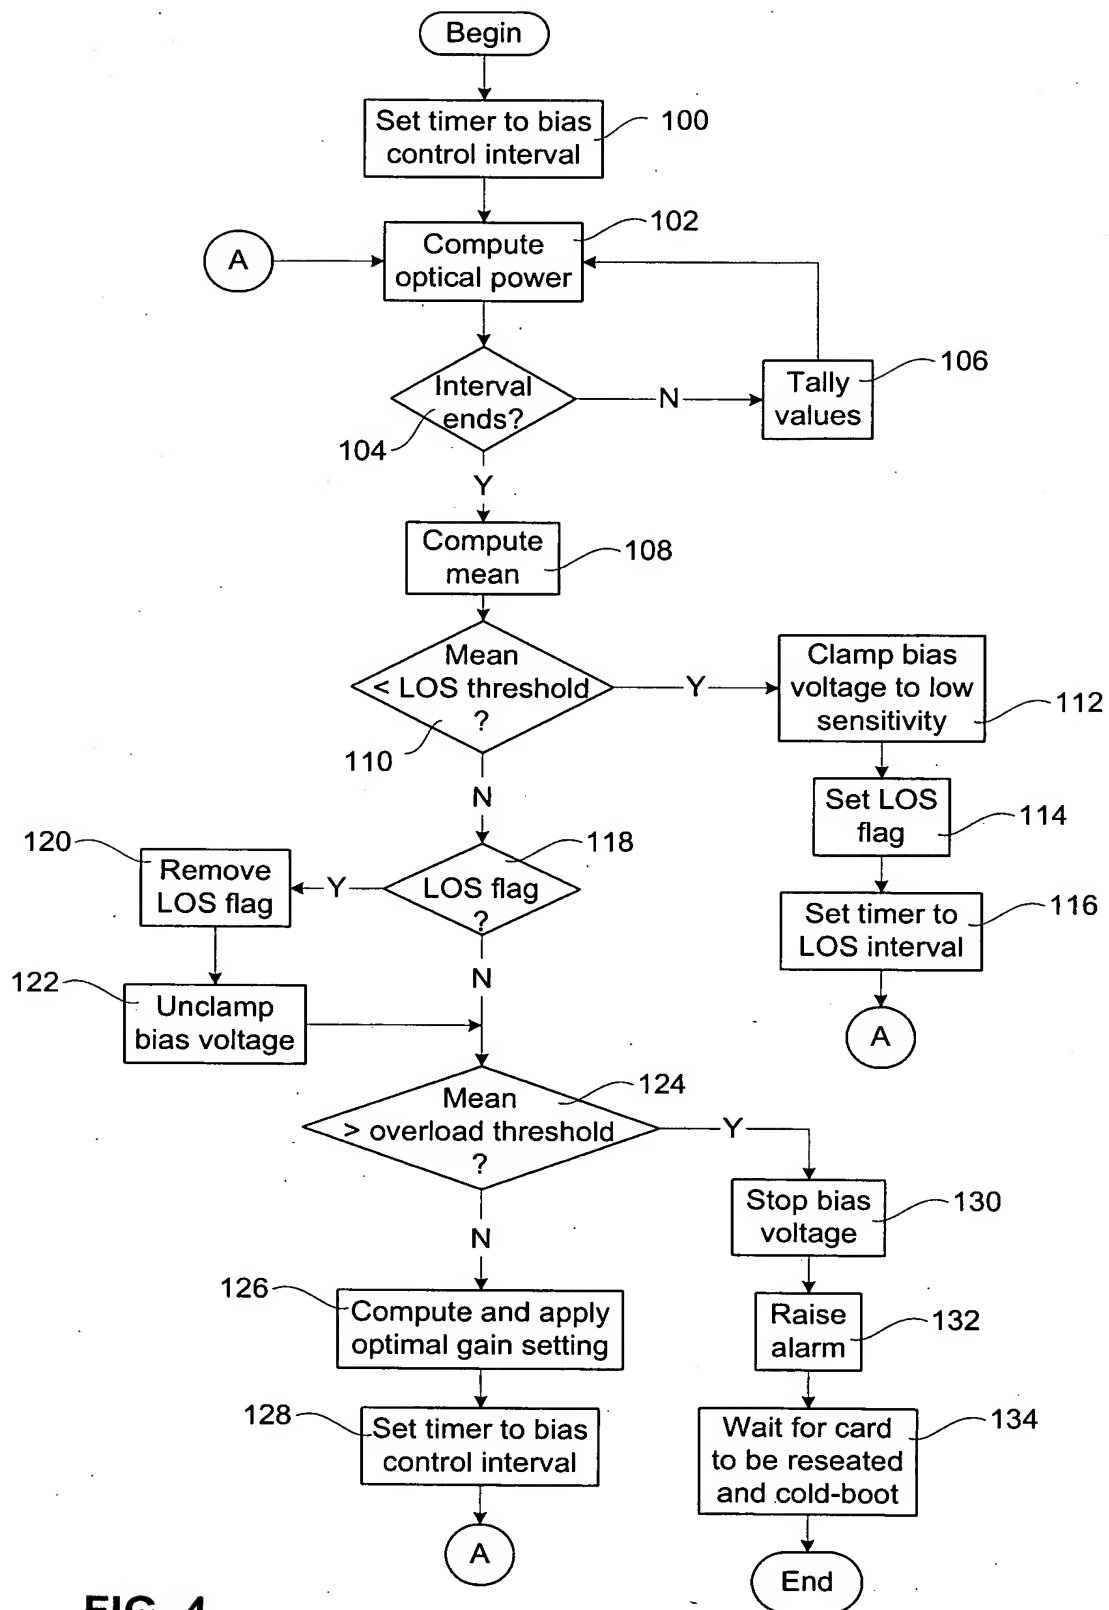 Begin
Set timer to bias
control interval
100
Compute
optical power
102
A
Interval
ends?
104
N
Tally
values
106
Y
Compute
mean
108
Mean
< LOS threshold
?
110
Y
Clamp bias
voltage to low
sensitivity
112
N
Set LOS
flag
114
LOS flag
?
118
Y
Remove
LOS flag
120
Set timer to
LOS interval
116
N
Unclamp
bias voltage
122
A
Mean
> overload threshold
?
124
Y
Stop bias
voltage
130
N
Compute and apply
optimal gain setting
126
Raise
alarm
132
Set timer to bias
control interval
128
Wait for card
to be reseated
and cold-boot
134
A
End
FIG. 4